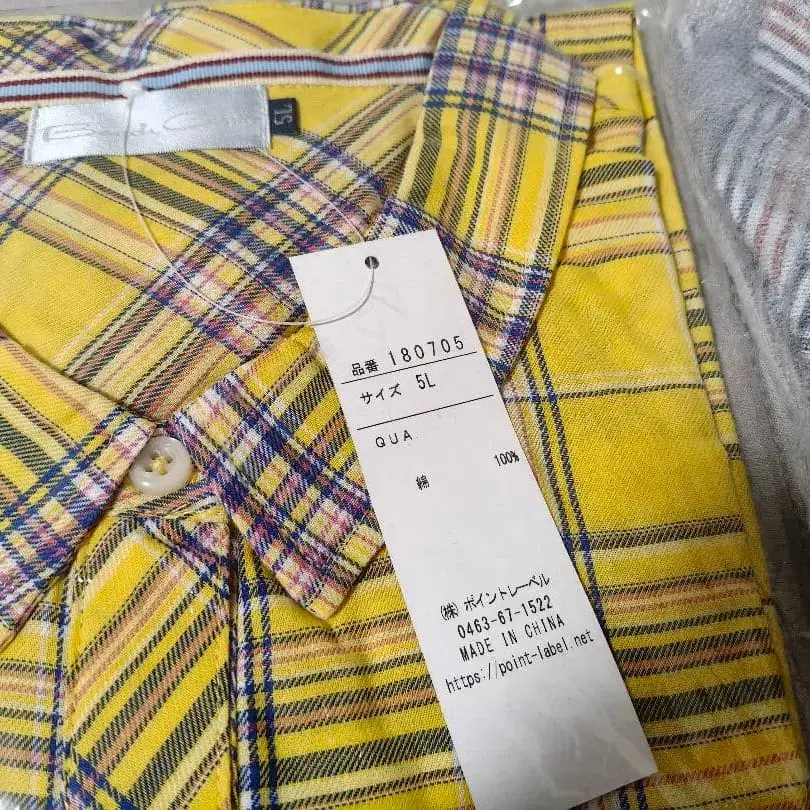 5L
品番 180705
サイズ 5L
QUA
綿 100%
(株) ポイントレーベル
0463-67-1522
MADE IN CHINA
https://point-label.net